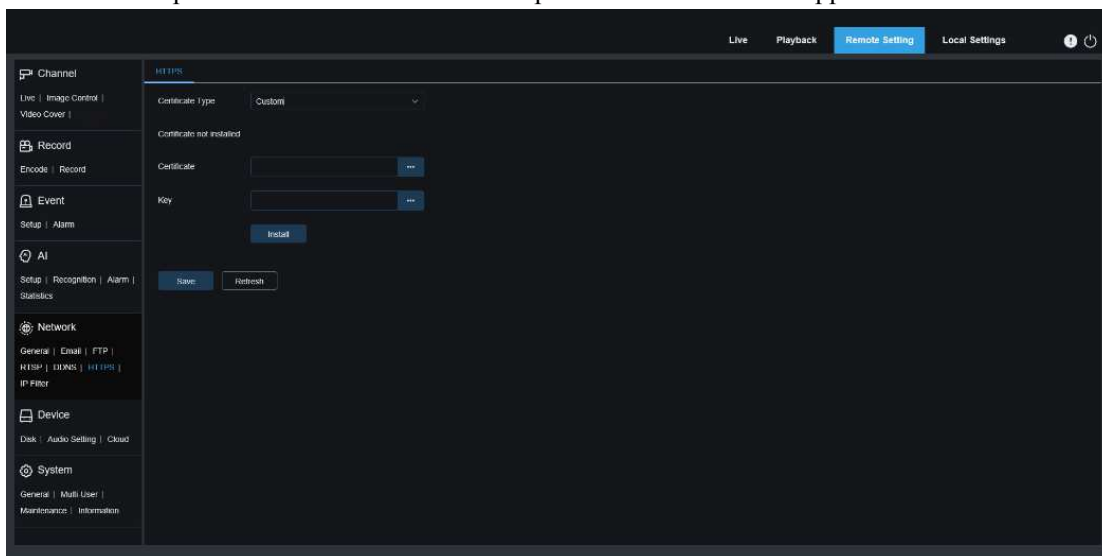 Live Playback Remote Setting Local Settings
Channel
Live | Image Control |
Video Cover |
Record
Encode | Record
Event
Setup | Alarm
AI
Setup | Recognition | Alarm |
Statistics
Network
General | Email | FTP |
RTSP | DDNS | HTTPS |
IP Filter
Device
Disk | Audio Setting | Cloud
System
General | Multi User |
Maintenance | Information
HTTPS
Certificate Type Custom
Certificate not installed
Certificate ...
Key ...
Install
Save Refresh